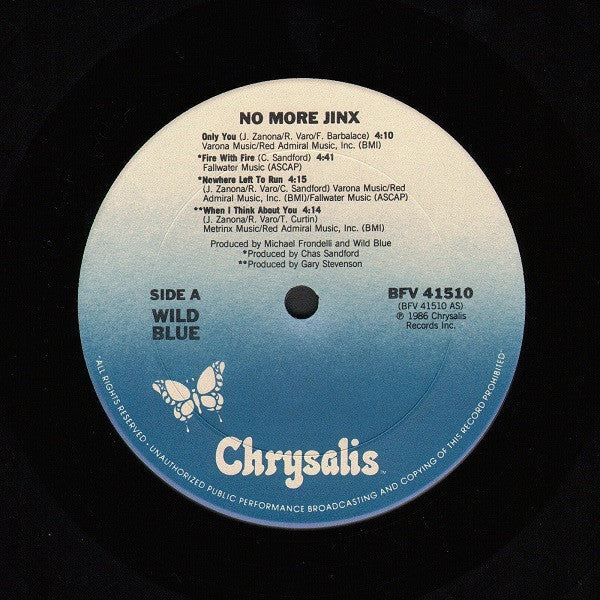 NO MORE JINX
Only You (J. Zanona/R. Varo/F. Barbalace) 4:10
Varona Music/Red Admiral Music, Inc. (BMI)
*Fire With Fire (C. Sandford) 4:41
Fallwater Music (ASCAP)
*Nowhere Left To Run 4:15
(J. Zanona/R. Varo/C. Sandford) Varona Music/Red
Admiral Music, Inc. (BMI)/Fallwater Music (ASCAP)
**When I Think About You 4:14
(J. Zanona/R. Varo/T. Curtin)
Metrinx Music/Red Admiral Music, Inc. (BMI)
Produced by Michael Frondelli and Wild Blue
*Produced by Chas Sandford
**Produced by Gary Stevenson
SIDE A
WILD
BLUE
BFV 41510
(BFV 41510 AS)
℗ 1986 Chrysalis
Records Inc.
Chrysalis™
ALL RIGHTS RESERVED - UNAUTHORIZED PUBLIC PERFORMANCE BROADCASTING AND COPYING OF THIS RECORD PROHIBITED